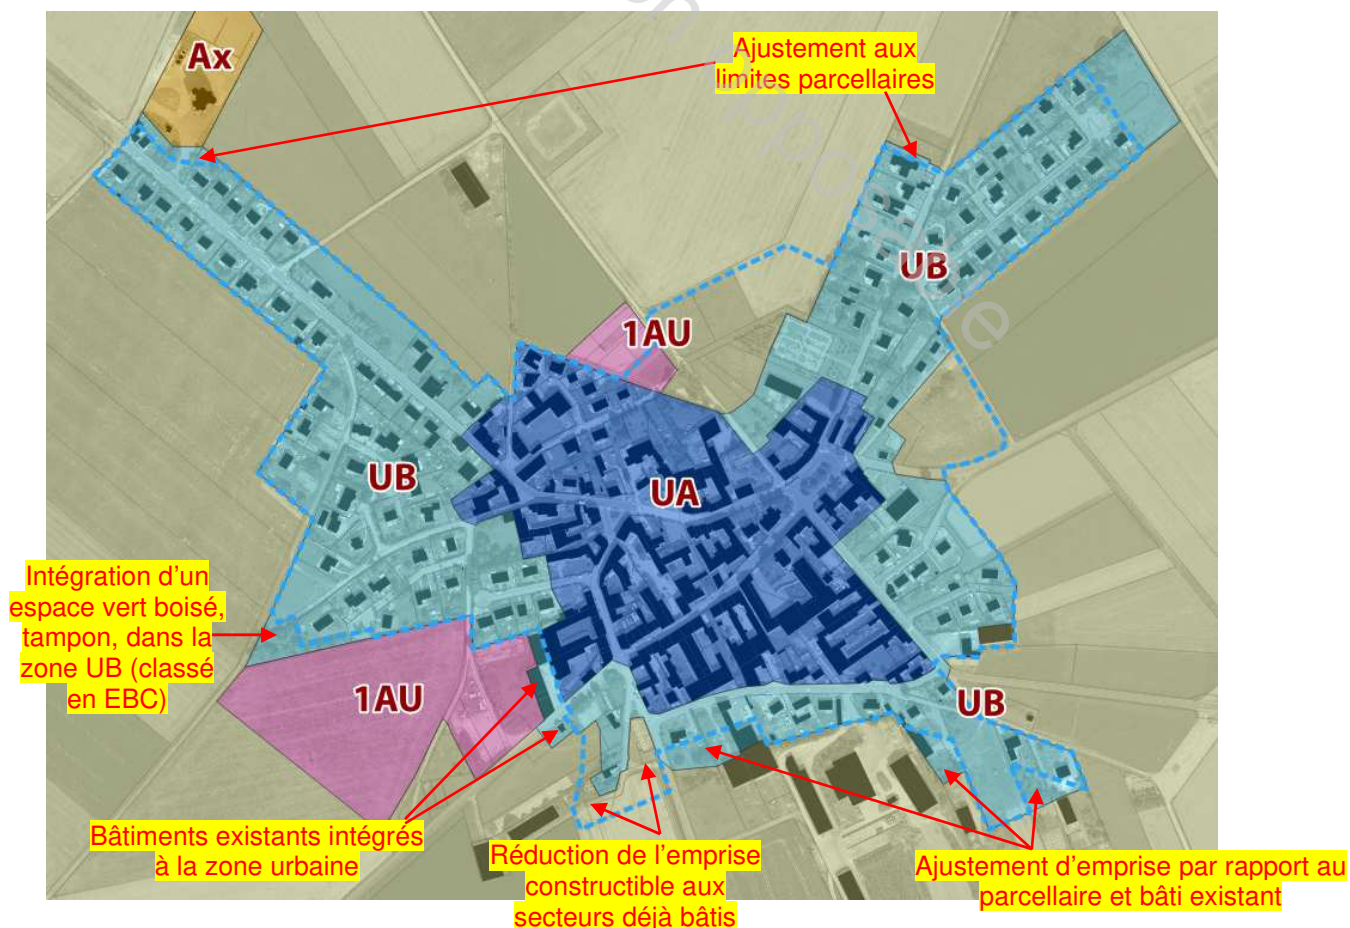 Ax
Ajustement aux
limites parcellaires
UB
1AU
UB
UA
Intégration d'un
espace vert boisé,
tampon, dans la
zone UB (classé
en EBC)
1AU
UB
Bâtiments existants intégrés
à la zone urbaine
Réduction de l'emprise
constructible aux
secteurs déjà bâtis
Ajustement d'emprise par rapport au
parcellaire et bâti existant